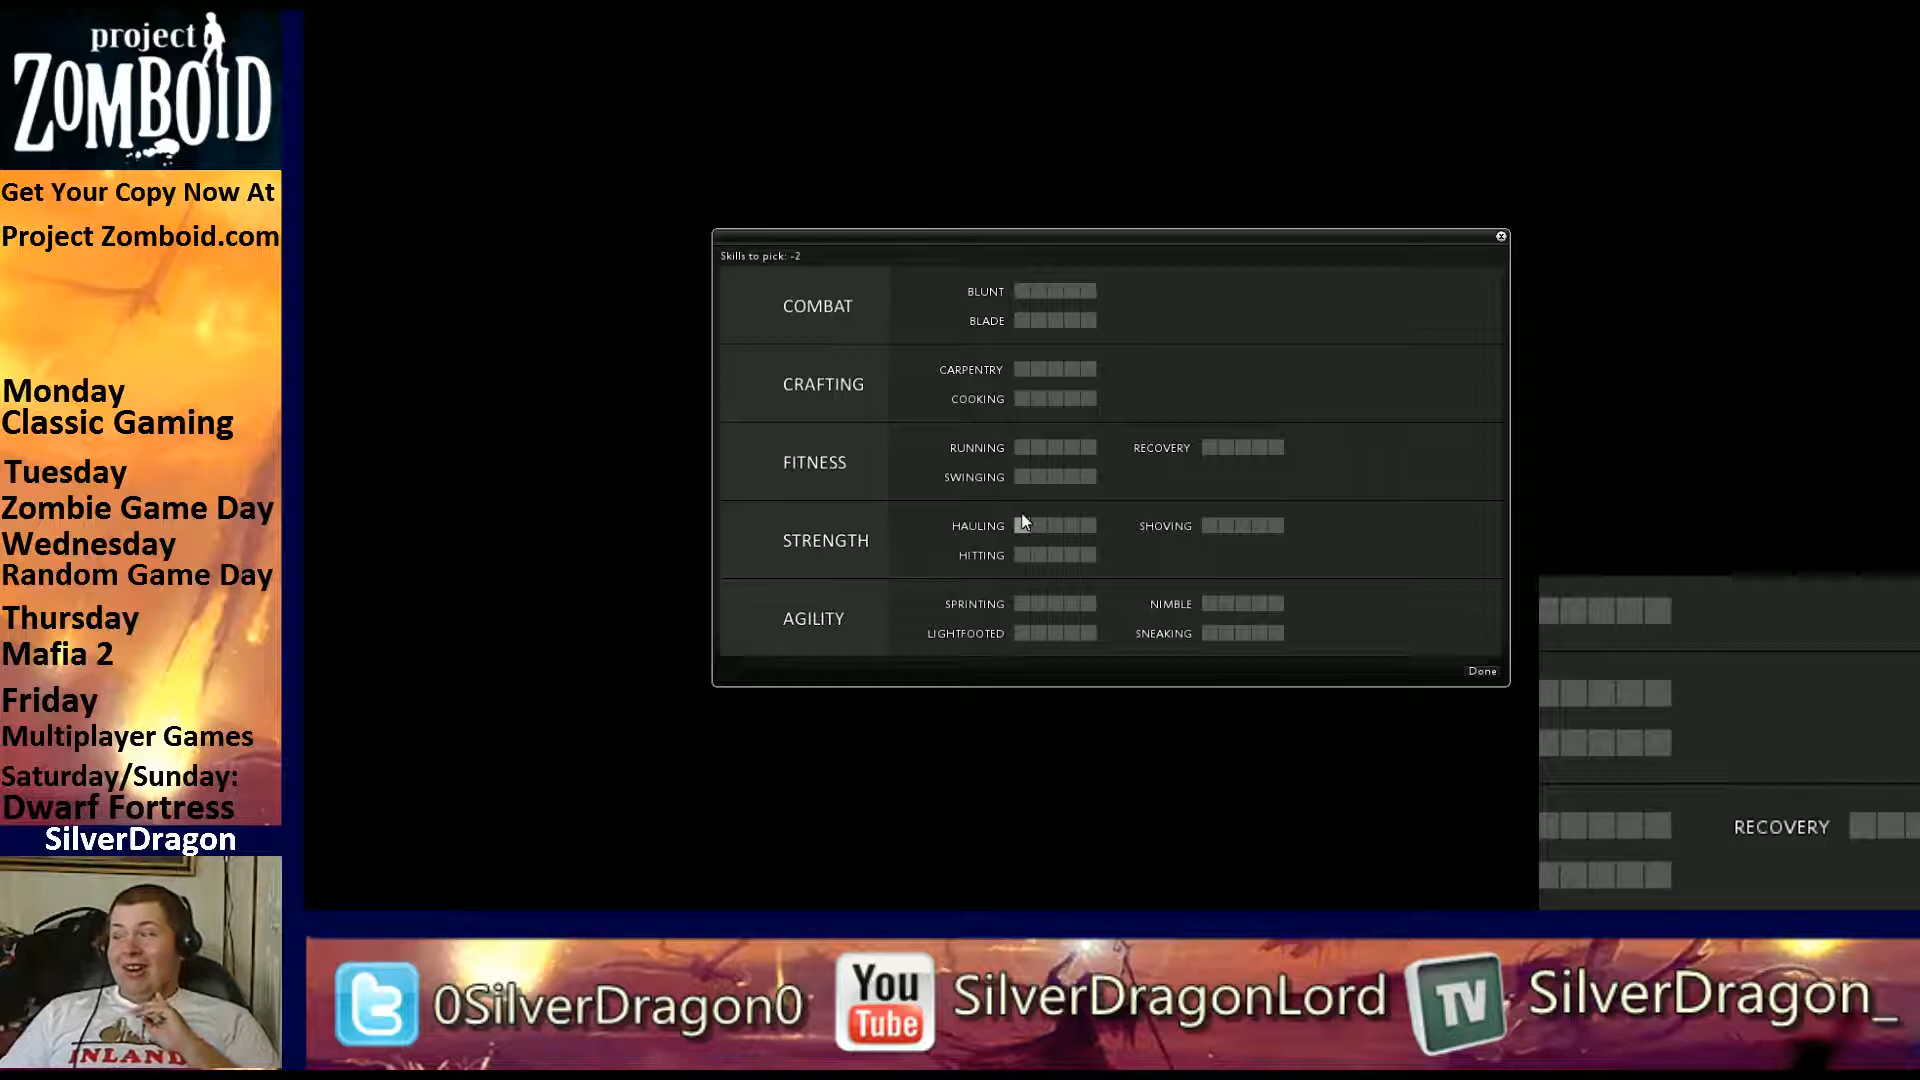 project
ZOMBOID
Get Your Copy Now At
Project Zomboid.com
Monday
Classic Gaming
Tuesday
Zombie Game Day
Wednesday
Random Game Day
Thursday
Mafia 2
Friday
Multiplayer Games
Saturday/Sunday:
Dwarf Fortress
SilverDragon
INLAND
Skills to pick: -2
COMBAT
BLUNT
BLADE
CRAFTING
CARPENTRY
COOKING
FITNESS
RUNNING RECOVERY
SWINGING
STRENGTH
HAULING SHOVING
HITTING
AGILITY
SPRINTING NIMBLE
LIGHTFOOTED SNEAKING
Done
RECOVERY
0SilverDragon0
You
Tube
SilverDragonLord
TV
SilverDragon_